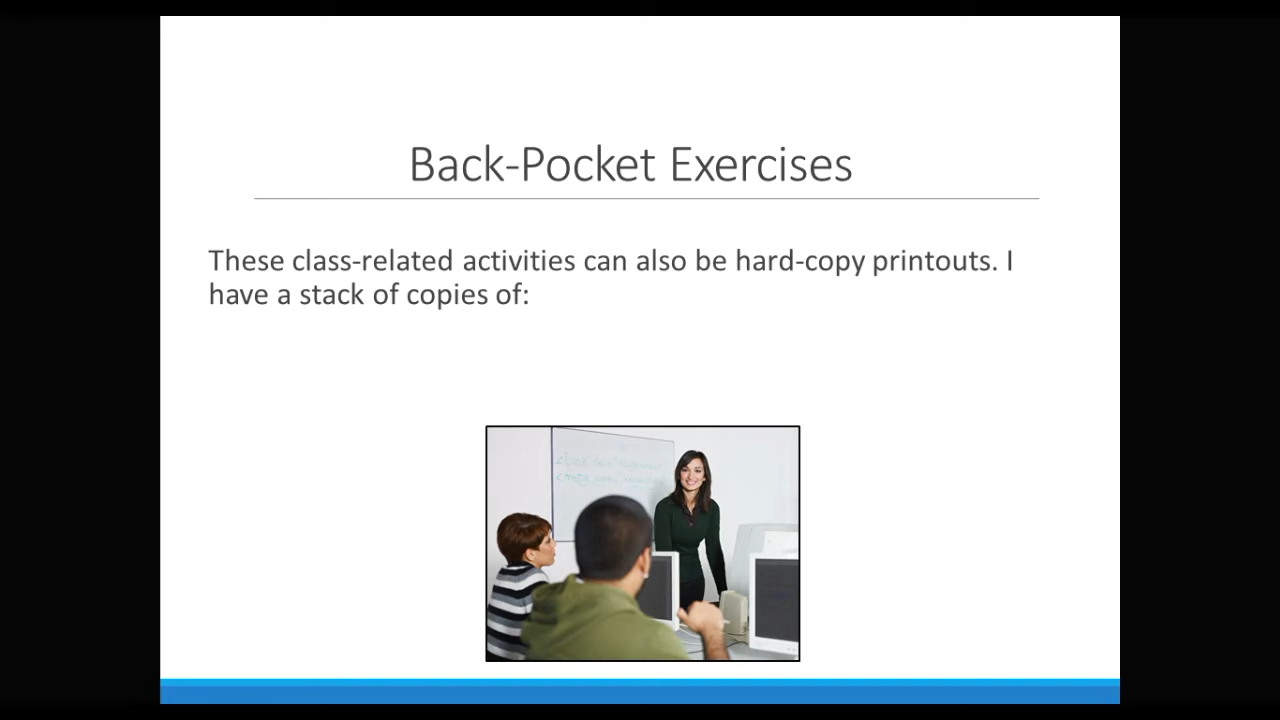 Back-Pocket Exercises
These class-related activities can also be hard-copy printouts. I
have a stack of copies of: